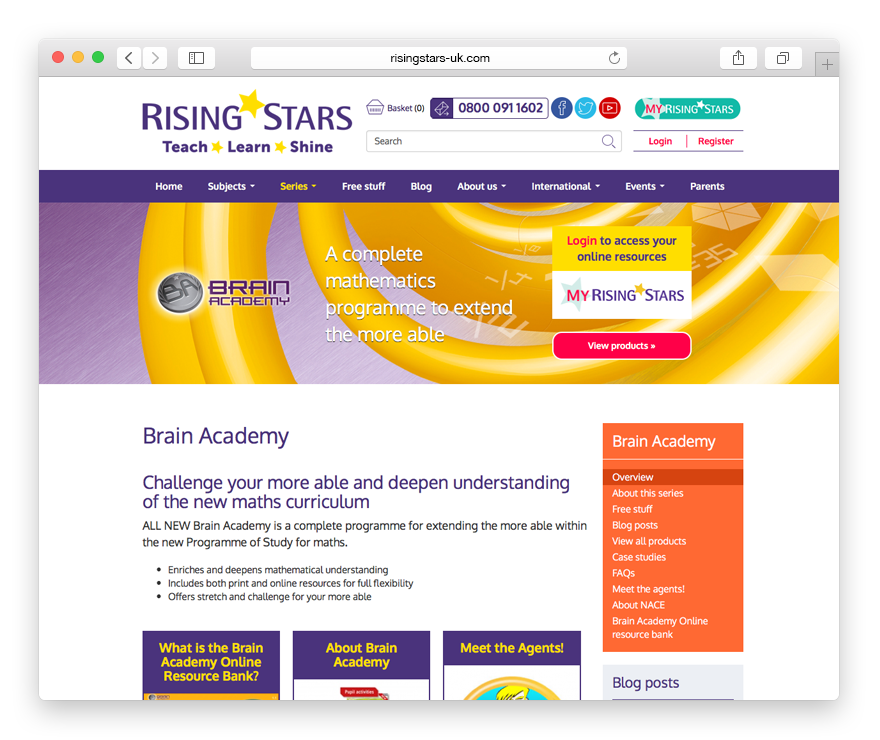 risingstars-uk.com
RISING STARS
Teach Learn Shine
Basket (0)
0800 091 1602
MY RISING STARS
Search
Login
Register
Home
Subjects
Series
Free stuff
Blog
About us
International
Events
Parents
BA
BRAIN
ACADEMY
A complete
mathematics
programme to extend
the more able
Login to access your
online resources
MY RISING STARS
View products »
Brain Academy
Challenge your more able and deepen understanding
of the new maths curriculum
ALL NEW Brain Academy is a complete programme for extending the more able within
the new Programme of Study for maths.
• Enriches and deepens mathematical understanding
• Includes both print and online resources for full flexibility
• Offers stretch and challenge for your more able
What is the Brain
Academy Online
Resource Bank?
About Brain
Academy
Pupil activities
Meet the Agents!
Brain Academy
Overview
About this series
Free stuff
Blog posts
View all products
Case studies
FAQs
Meet the agents!
About NACE
Brain Academy Online
resource bank
Blog posts